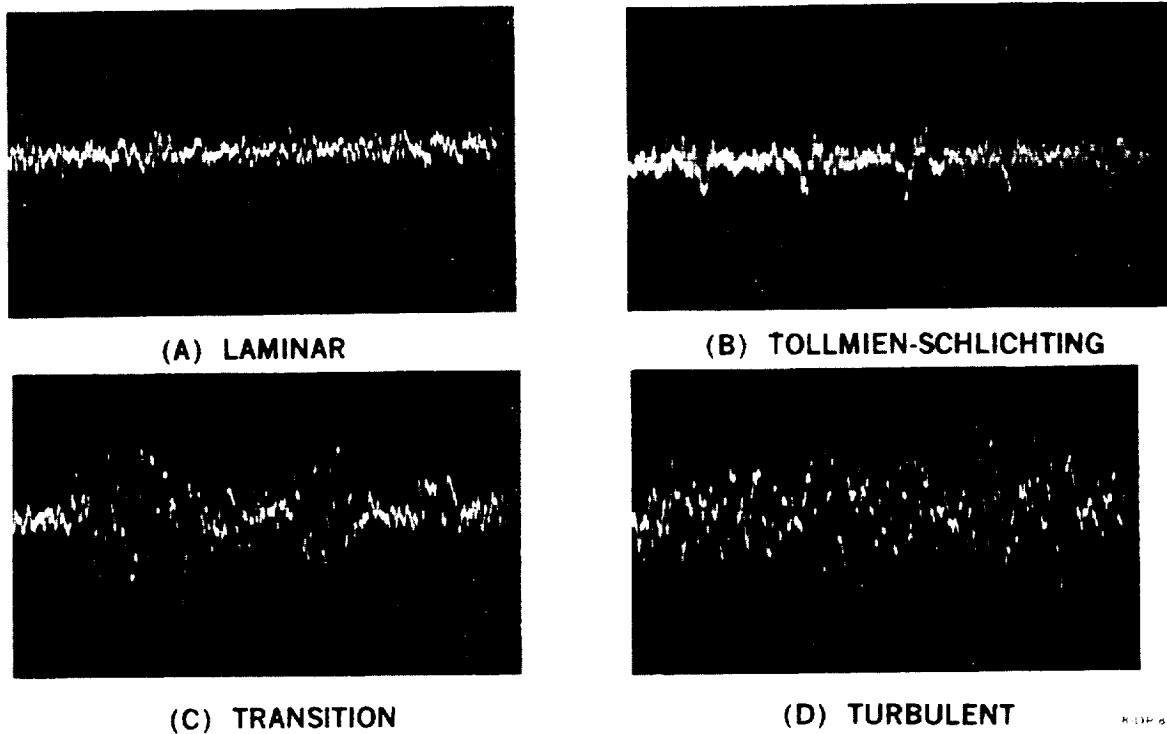 (A) LAMINAR
(B) TOLLMIEN-SCHLICHTING
(C) TRANSITION
(D) TURBULENT